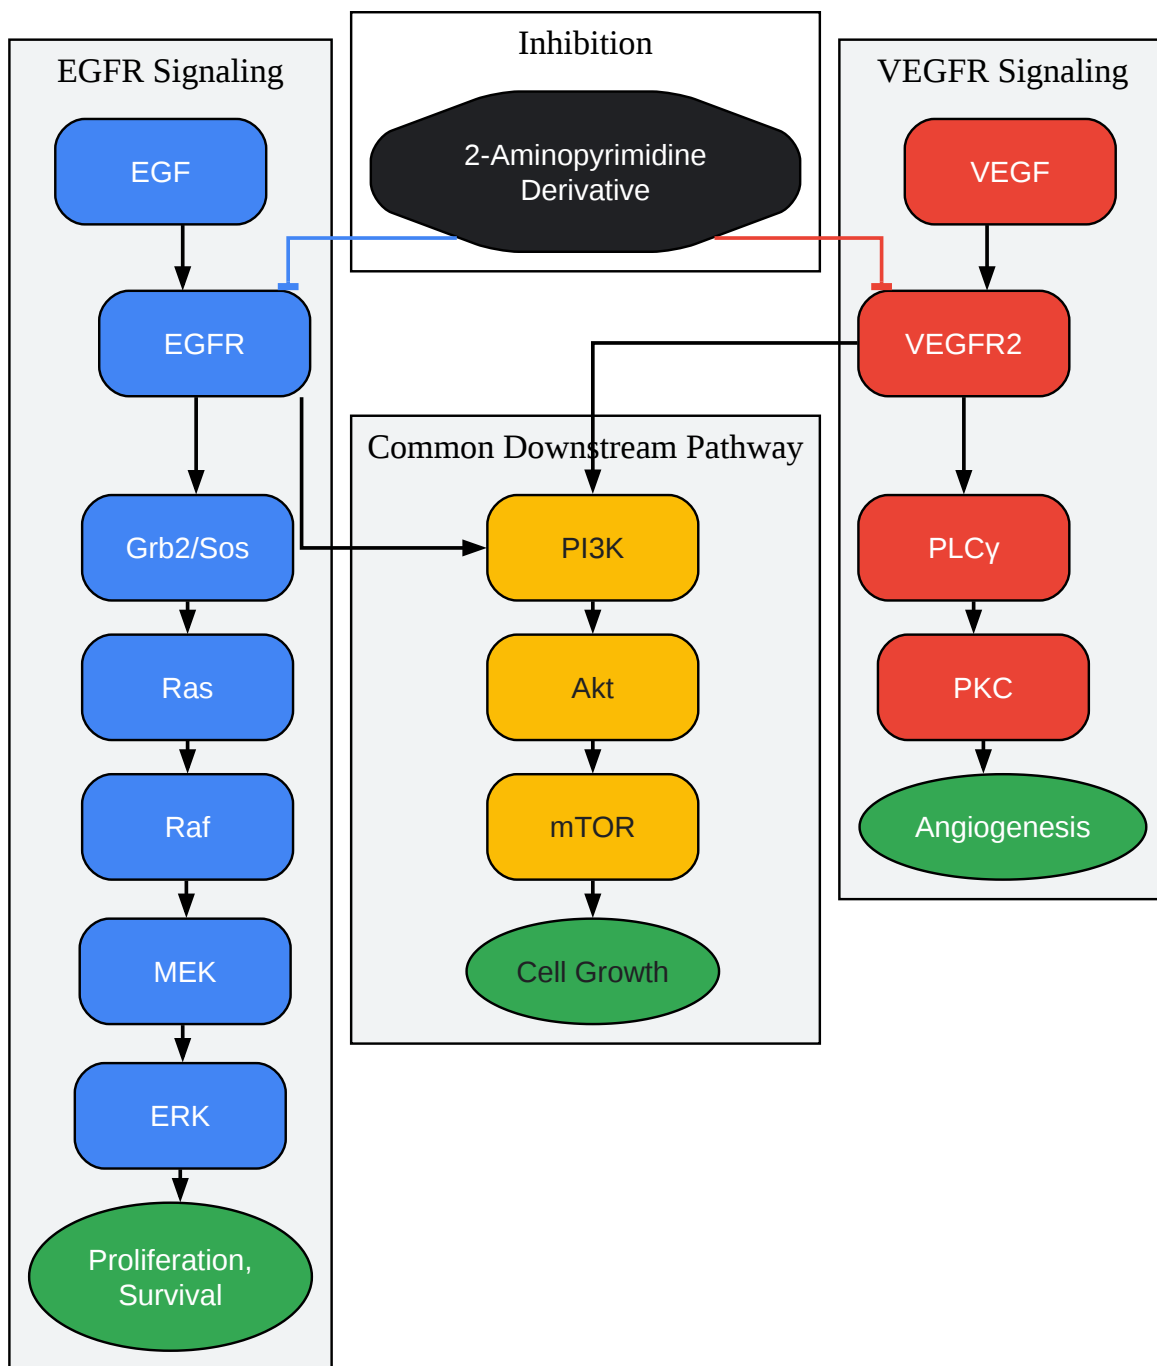 Inhibition
2-Aminopyrimidine
Derivative
EGFR Signaling
EGF
EGFR
Grb2/Sos
Ras
Raf
MEK
ERK
Proliferation,
Survival
Common Downstream Pathway
PI3K
Akt
mTOR
Cell Growth
VEGFR Signaling
VEGF
VEGFR2
PLCγ
PKC
Angiogenesis